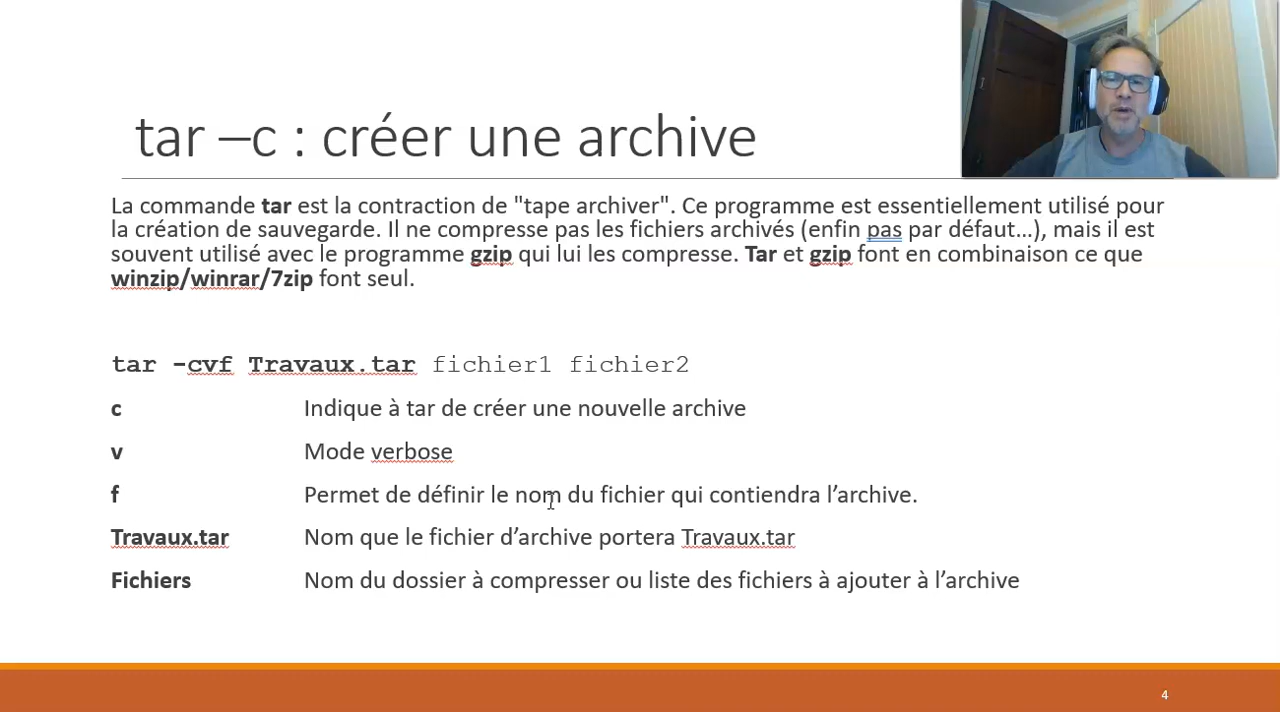 tar –c : créer une archive
La commande tar est la contraction de "tape archiver". Ce programme est essentiellement utilisé pour
la création de sauvegarde. Il ne compresse pas les fichiers archivés (enfin pas par défaut…), mais il est
souvent utilisé avec le programme gzip qui lui les compresse. Tar et gzip font en combinaison ce que
winzip/winrar/7zip font seul.
tar -cvf Travaux.tar fichier1 fichier2
c Indique à tar de créer une nouvelle archive
v Mode verbose
f Permet de définir le nom du fichier qui contiendra l’archive.
Travaux.tar Nom que le fichier d’archive portera Travaux.tar
Fichiers Nom du dossier à compresser ou liste des fichiers à ajouter à l’archive
4